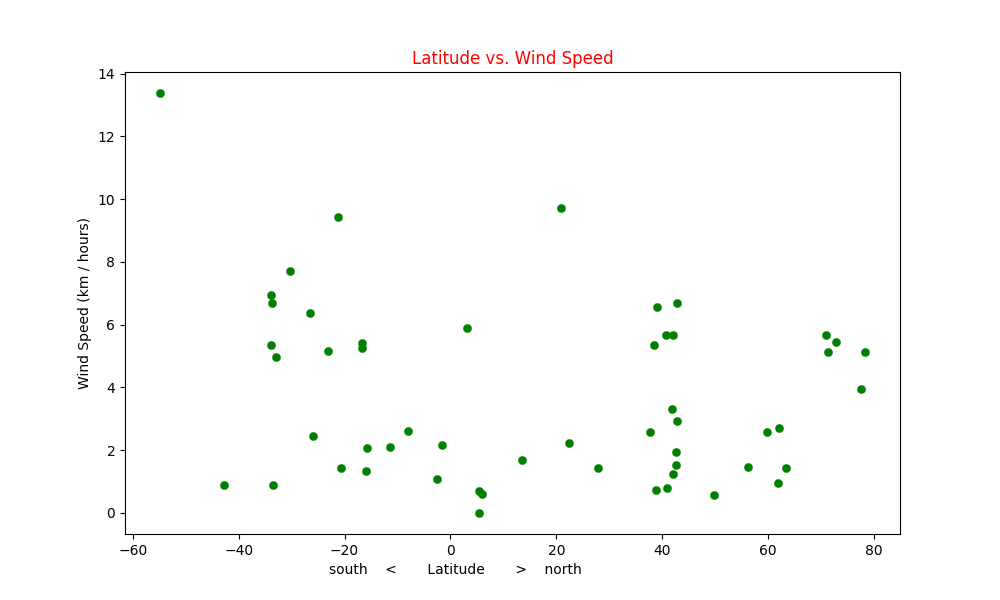 Latitude vs. Wind Speed
14
12
10
8
6
4
2
0
Wind Speed (km / hours)
−60 −40 −20 0 20 40 60 80
south < Latitude > north